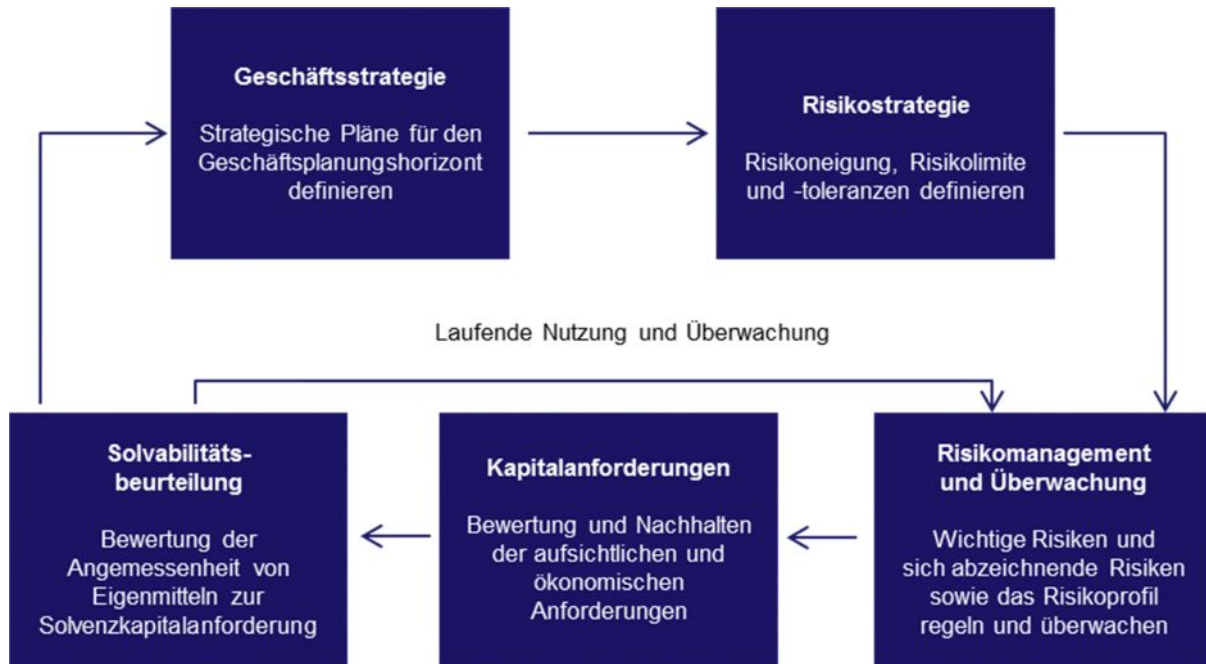 Geschäftsstrategie
Strategische Pläne für den
Geschäftsplanungshorizont
definieren
Risikostrategie
Risikoneigung, Risikolimite
und -toleranzen definieren
Laufende Nutzung und Überwachung
Solvabilitäts-
beurteilung
Bewertung der
Angemessenheit von
Eigenmitteln zur
Solvenzkapitalanforderung
Kapitalanforderungen
Bewertung und Nachhalten
der aufsichtlichen und
ökonomischen
Anforderungen
Risikomanagement
und Überwachung
Wichtige Risiken und
sich abzeichnende Risiken
sowie das Risikoprofil
regeln und überwachen